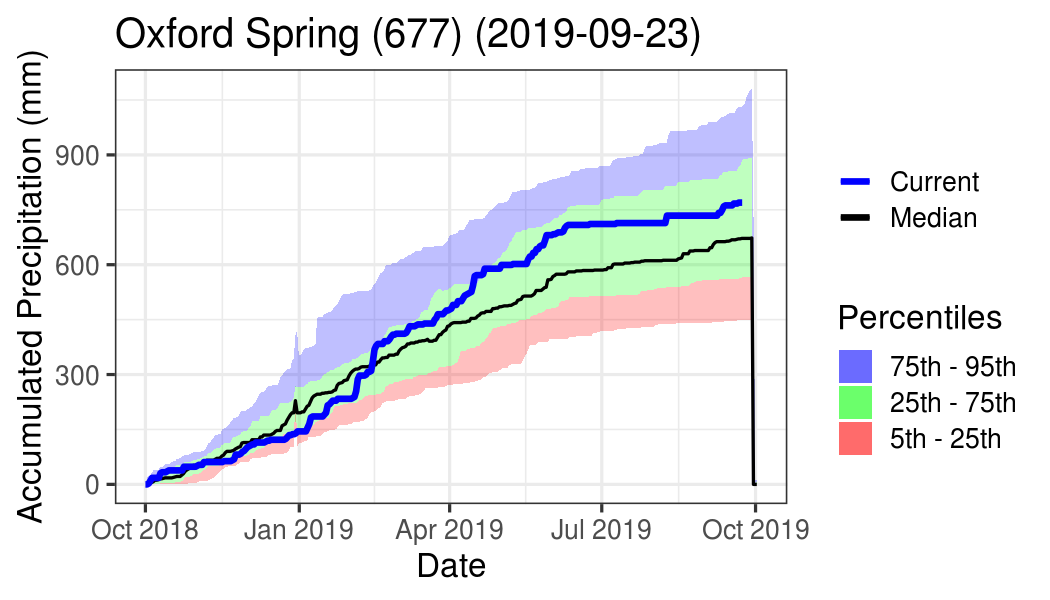 Oxford Spring (677) (2019-09-23)
Accumulated Precipitation (mm)
900
600
300
0
Oct 2018
Jan 2019
Apr 2019
Jul 2019
Oct 2019
Date
Current
Median
Percentiles
75th - 95th
25th - 75th
5th - 25th